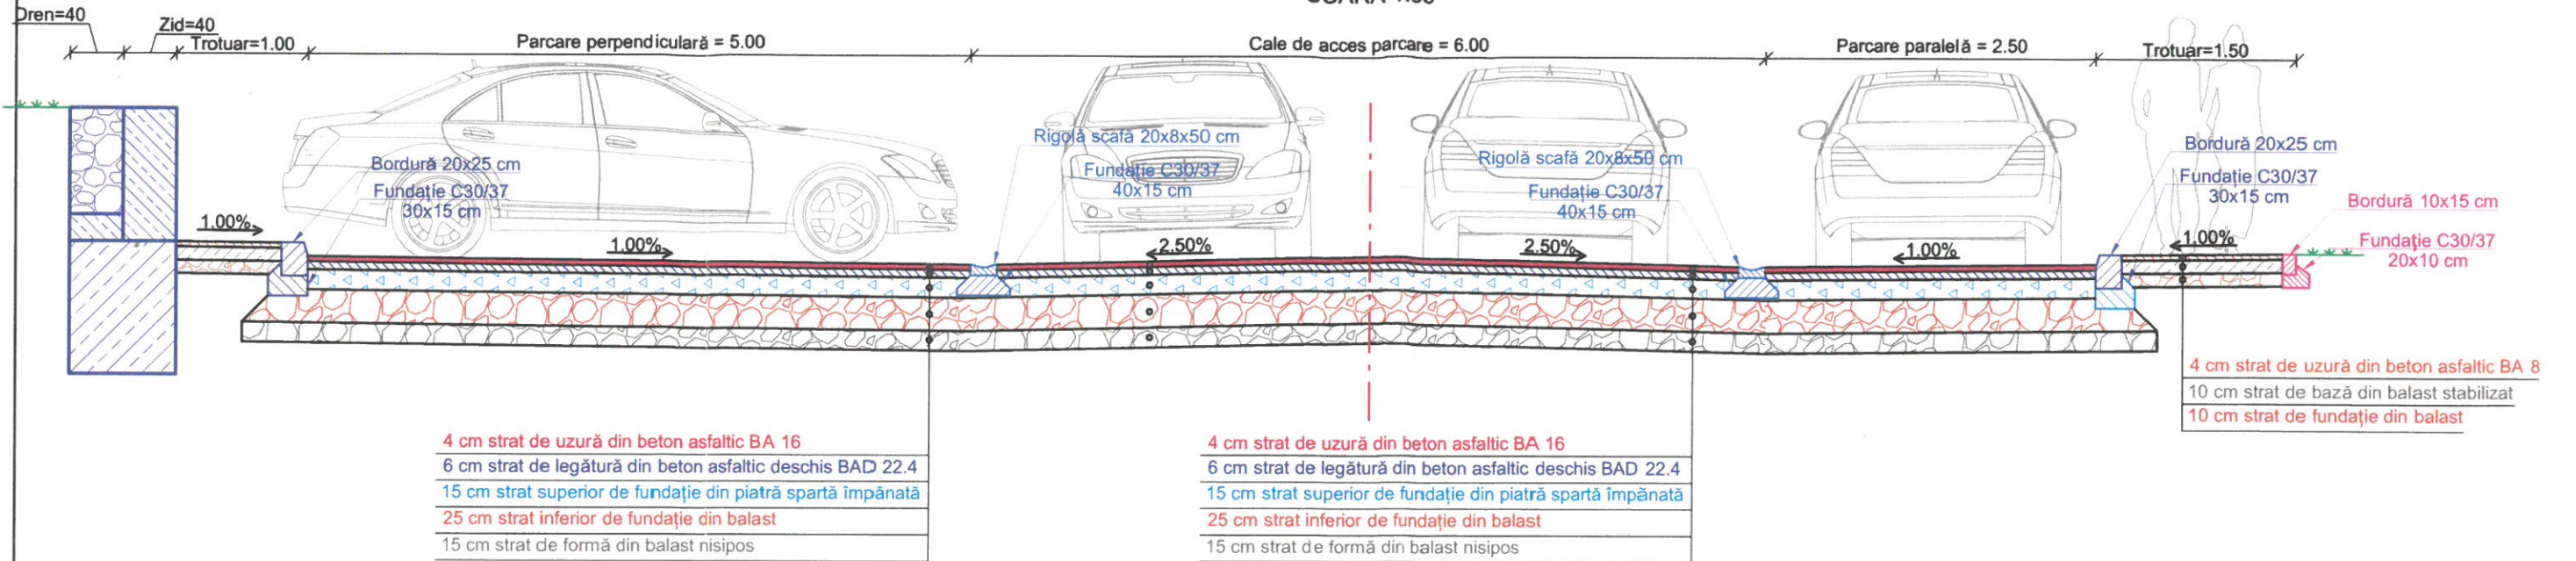 Dren=40
Zid=40
Trotuar=1.00
Parcare perpendiculară = 5.00
Cale de acces parcare = 6.00
Parcare paralelă = 2.50
Trotuar=1.50
Bordură 20x25 cm
Fundație C30/37
30x15 cm
Rigolă scafă 20x8x50 cm
Fundație C30/37
40x15 cm
Rigolă scafă 20x8x50 cm
Fundație C30/37
40x15 cm
Bordură 20x25 cm
Fundație C30/37
30x15 cm
Bordură 10x15 cm
Fundație C30/37
20x10 cm
1.00%
1.00%
2.50%
2.50%
1.00%
1.00%
4 cm strat de uzură din beton asfaltic BA 8
10 cm strat de bază din balast stabilizat
10 cm strat de fundație din balast
4 cm strat de uzură din beton asfaltic BA 16
6 cm strat de legătură din beton asfaltic deschis BAD 22.4
15 cm strat superior de fundație din piatră spartă împănată
25 cm strat inferior de fundație din balast
15 cm strat de formă din balast nisipos
4 cm strat de uzură din beton asfaltic BA 16
6 cm strat de legătură din beton asfaltic deschis BAD 22.4
15 cm strat superior de fundație din piatră spartă împănată
25 cm strat inferior de fundație din balast
15 cm strat de formă din balast nisipos